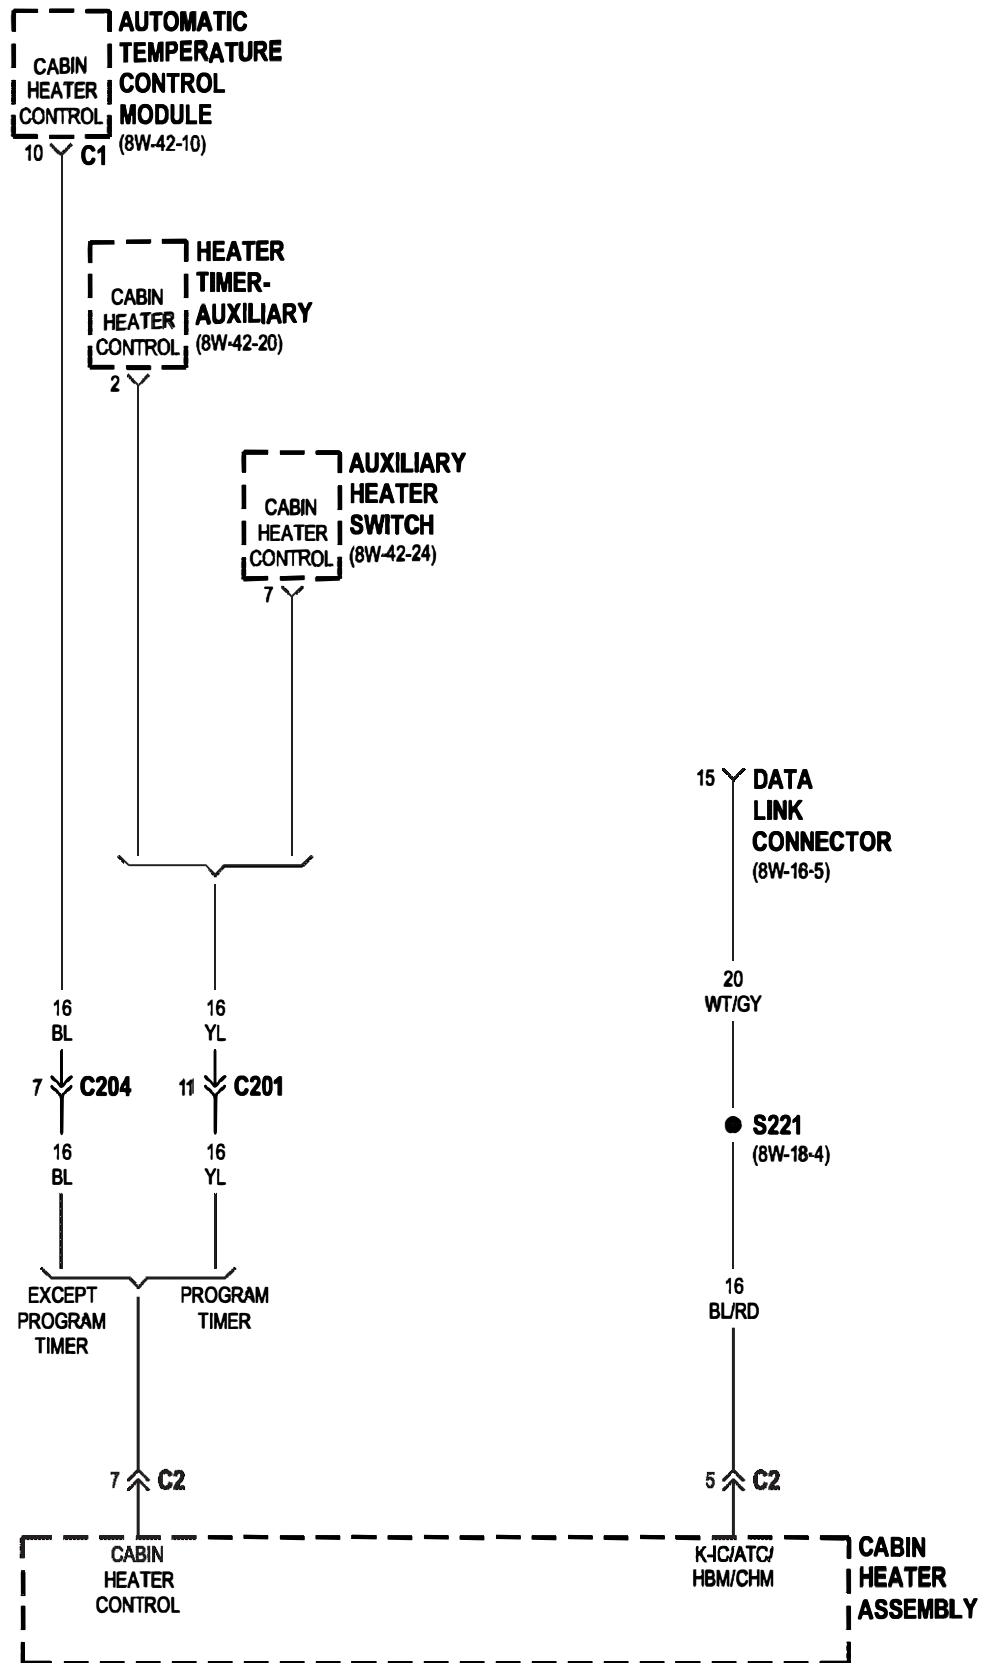 AUTOMATIC
TEMPERATURE
CONTROL
MODULE
(8W-42-10)
CABIN
HEATER
CONTROL
10
C1
HEATER
TIMER-
AUXILIARY
(8W-42-20)
CABIN
HEATER
CONTROL
2
AUXILIARY
HEATER
SWITCH
(8W-42-24)
CABIN
HEATER
CONTROL
7
15
DATA
LINK
CONNECTOR
(8W-16-5)
20
WT/GY
16
BL
16
YL
7
C204
11
C201
S221
(8W-18-4)
16
BL
16
YL
EXCEPT
PROGRAM
TIMER
PROGRAM
TIMER
16
BL/RD
7
C2
5
C2
CABIN
HEATER
CONTROL
K-IC/ATC/
HBM/CHM
CABIN
HEATER
ASSEMBLY